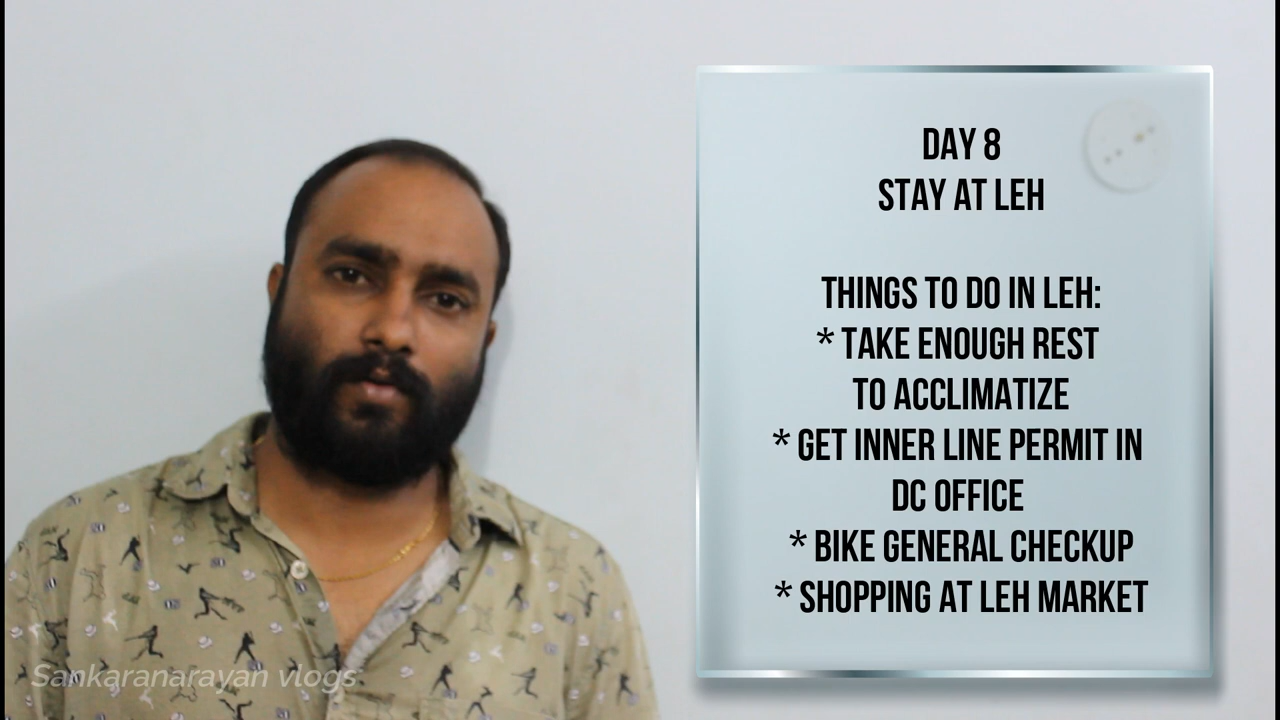 DAY 8
STAY AT LEH
THINGS TO DO IN LEH:
* TAKE ENOUGH REST
TO ACCLIMATIZE
* GET INNER LINE PERMIT IN
DC OFFICE
* BIKE GENERAL CHECKUP
* SHOPPING AT LEH MARKET
Sankaranarayan vlogs